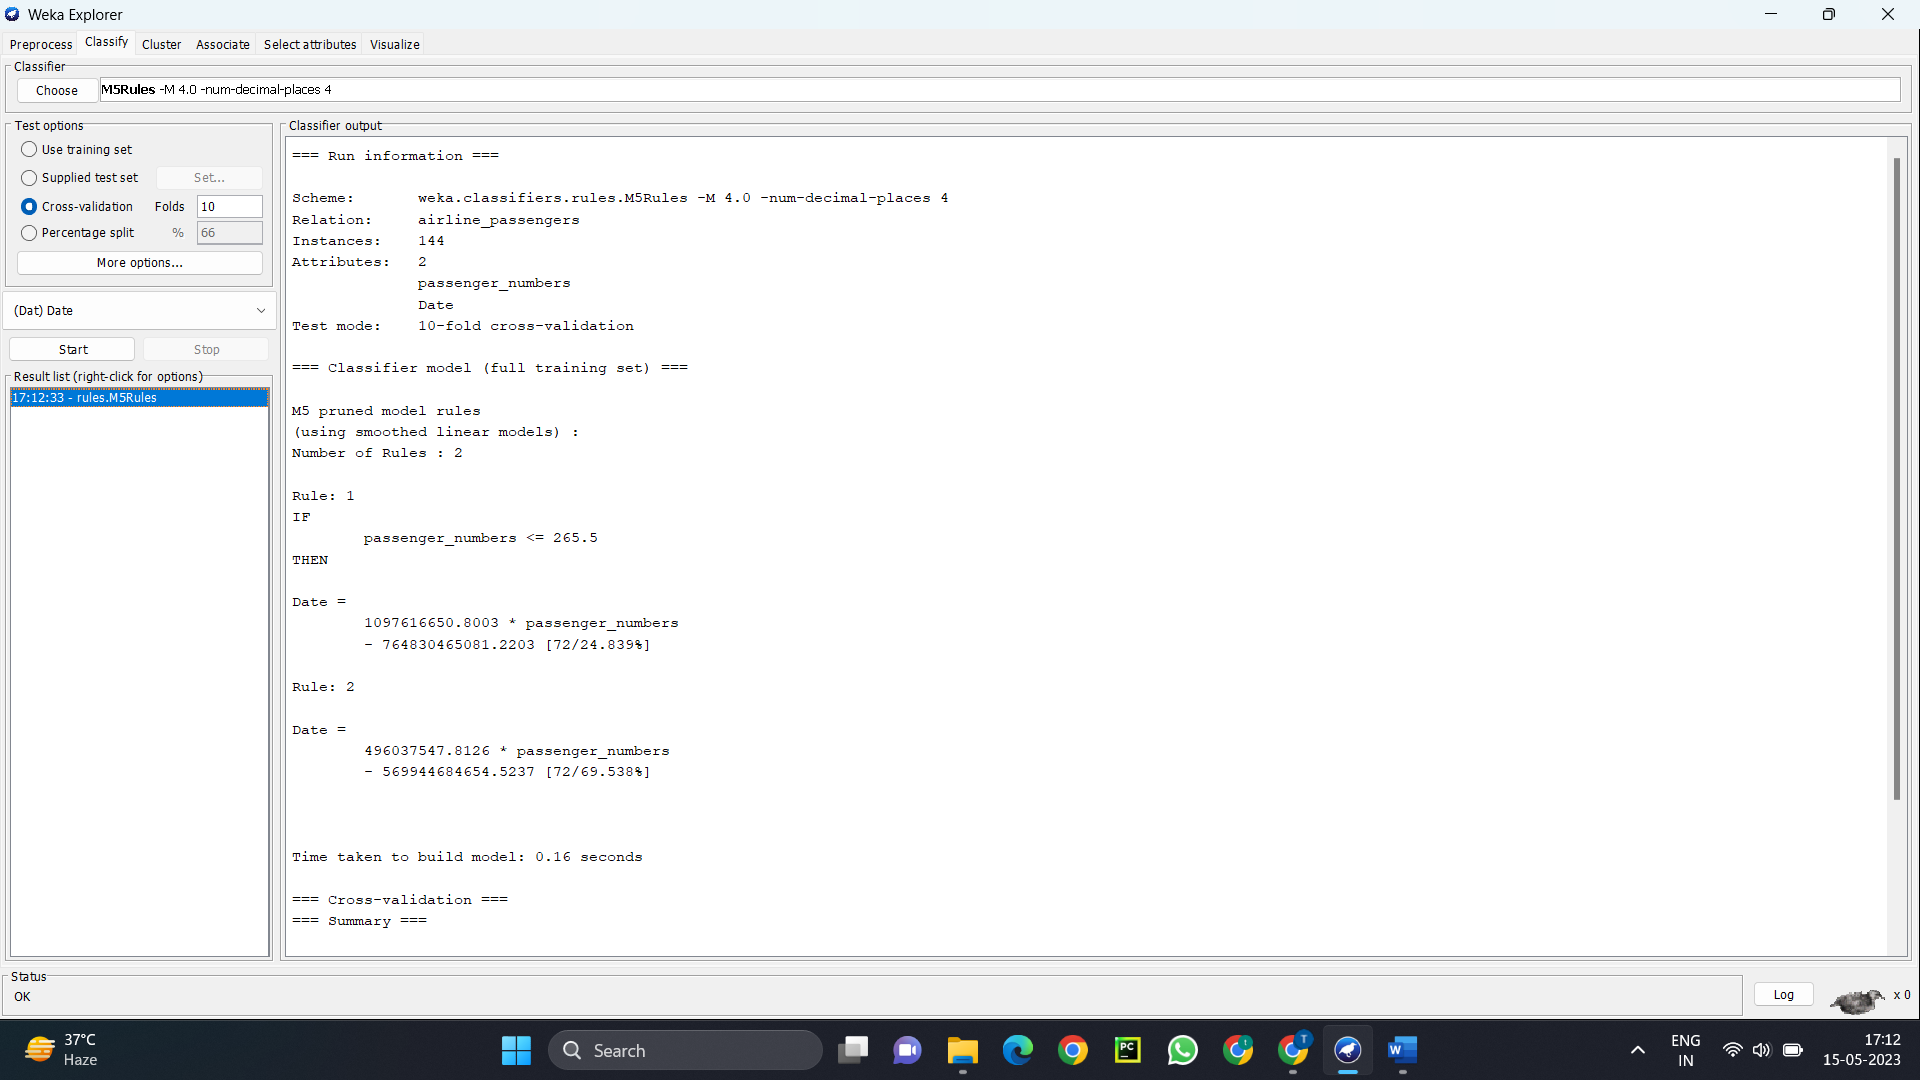 Weka Explorer
Preprocess Classify Cluster Associate Select attributes Visualize
Classifier
Choose M5Rules -M 4.0 -num-decimal-places 4
Test options
Use training set
Supplied test set Set...
Cross-validation Folds 10
Percentage split % 66
More options...
(Dat) Date
Start Stop
Result list (right-click for options)
17:12:33 - rules.M5Rules
Classifier output
=== Run information ===
Scheme: weka.classifiers.rules.M5Rules -M 4.0 -num-decimal-places 4
Relation: airline_passengers
Instances: 144
Attributes: 2
passenger_numbers
Date
Test mode: 10-fold cross-validation
=== Classifier model (full training set) ===
M5 pruned model rules
(using smoothed linear models) :
Number of Rules : 2
Rule: 1
IF
passenger_numbers <= 265.5
THEN
Date =
1097616650.8003 * passenger_numbers
- 764830465081.2203 [72/24.839%]
Rule: 2
Date =
496037547.8126 * passenger_numbers
- 569944684654.5237 [72/69.538%]
Time taken to build model: 0.16 seconds
=== Cross-validation ===
=== Summary ===
Status
OK
Log x 0
37°C
Haze
Search
PC
T
W
ENG
IN
17:12
15-05-2023